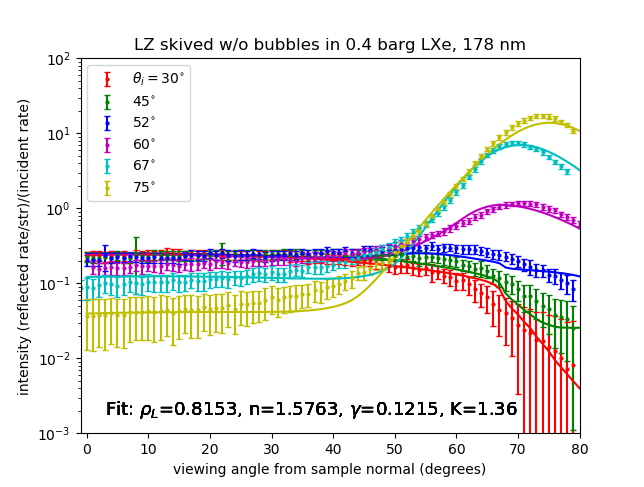 LZ skived w/o bubbles in 0.4 barg LXe, 178 nm
intensity (reflected rate/str)/(incident rate)
10²
10¹
10⁰
10⁻¹
10⁻²
10⁻³
θᵢ = 30°
45°
52°
60°
67°
75°
Fit: ρ_L=0.8153, n=1.5763, γ=0.1215, K=1.36
0 10 20 30 40 50 60 70 80
viewing angle from sample normal (degrees)